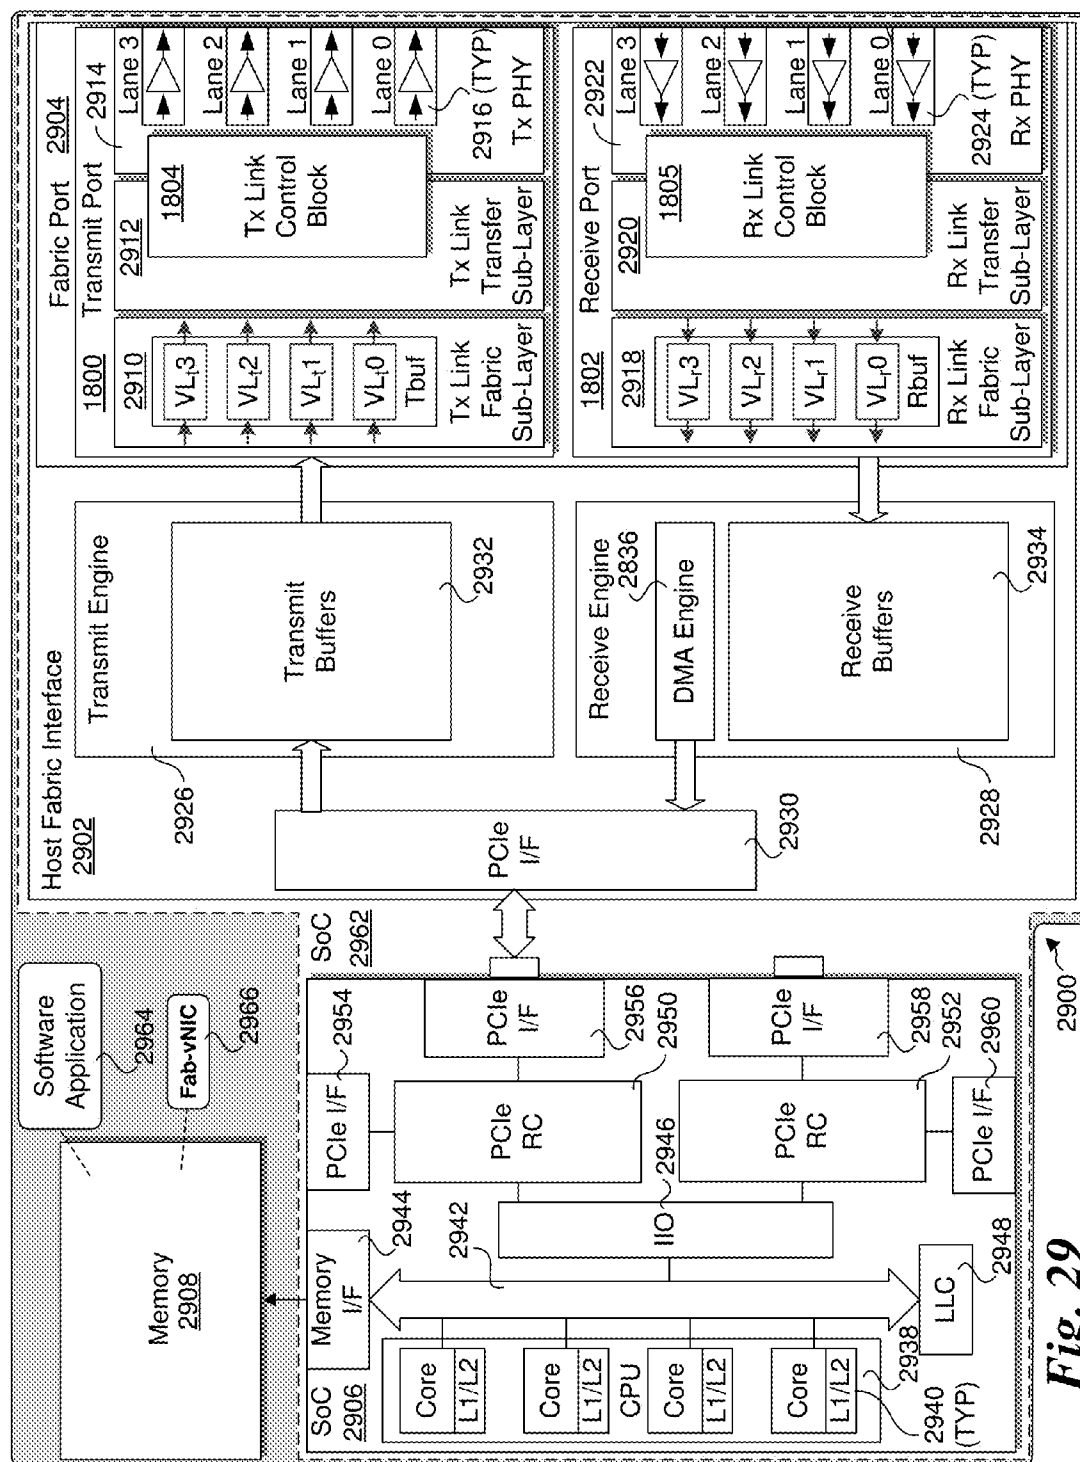 Software
Application
2964
Fab-vNIC
2966
Memory
2908
Host Fabric Interface
2902
Transmit Engine
2926
Transmit
Buffers
2932
Fabric Port 2904
1800 Transmit Port
2910
VLt3
VLt2
VLt1
VLt0
Tbuf
Tx Link
Fabric
Sub-Layer
2912
1804
Tx Link
Control
Block
Tx Link
Transfer
Sub-Layer
2914
Lane 3
Lane 2
Lane 1
Lane 0
2916 (TYP)
Tx PHY
Receive Engine
2836
DMA Engine
Receive
Buffers
2934
2928
1802 Receive Port
2918
VLr3
VLr2
VLr1
VLr0
Rbuf
Rx Link
Fabric
Sub-Layer
2920
1805
Rx Link
Control
Block
Rx Link
Transfer
Sub-Layer
2922
Lane 3
Lane 2
Lane 1
Lane 0
2924 (TYP)
Rx PHY
PCIe
I/F
2930
SoC
2962
SoC
2906
Memory
I/F
2944
2942
PCIe I/F
2954
PCIe
I/F
2956
2950
PCIe
RC
2946
IIO
PCIe
RC
PCIe
I/F
2958
2952
2960
PCIe I/F
Core
L1/L2
Core
L1/L2
CPU
Core
L1/L2
Core
L1/L2
2938
2940
(TYP)
LLC
2948
2900
Fig. 29